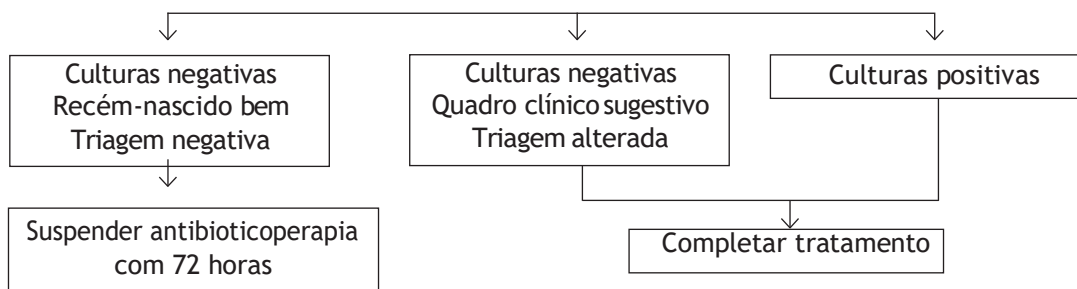 Culturas negativas
Recém-nascido bem
Triagem negativa
Culturas negativas
Quadro clínico sugestivo
Triagem alterada
Culturas positivas
Suspender antibioticoperapia
com 72 horas
Completar tratamento